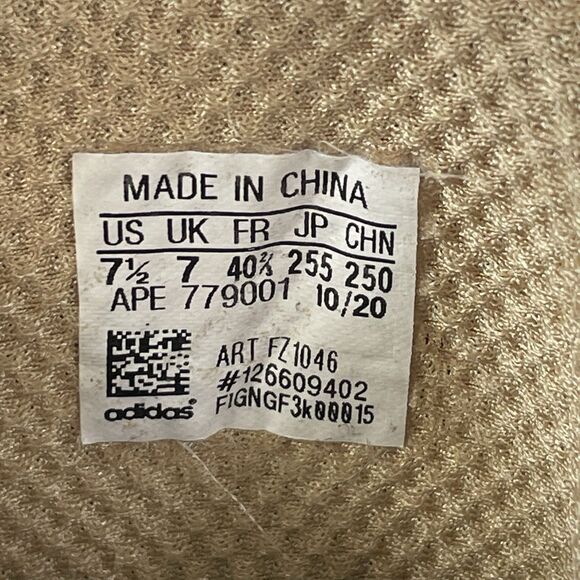 MADE IN CHINA
US UK FR JP CHN
7½ 7 40⅔ 255 250
APE 779001 10/20
ART FZ1046
#126609402
F1GNGF3k00015
adidas®